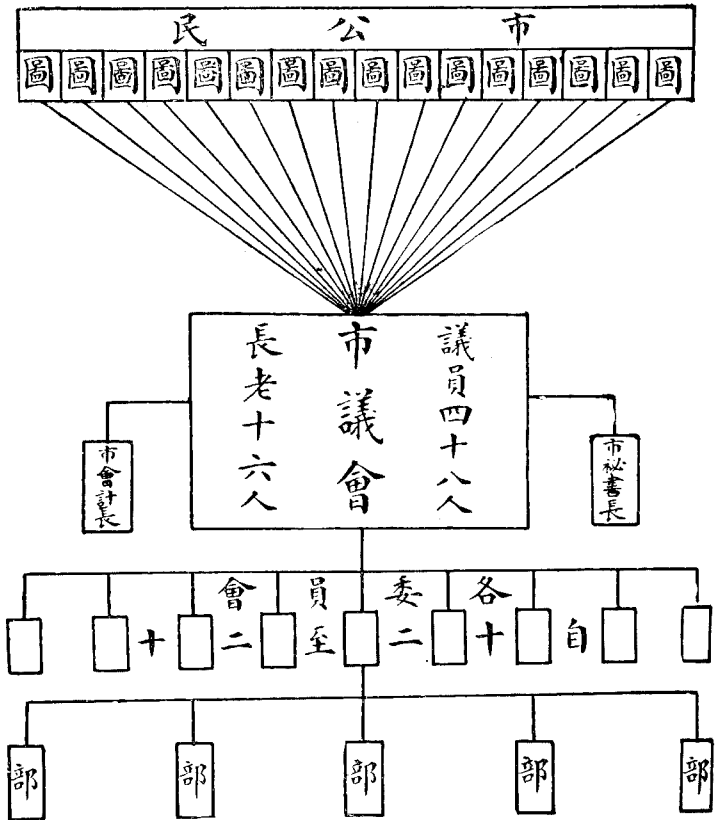 市公民
圖圖圖圖圖圖圖圖圖圖圖圖圖圖圖圖
議員四十八人
市議會
長老十六人
市祕書長
市會計長
各委員會
自十二至二十
部
部
部
部
部